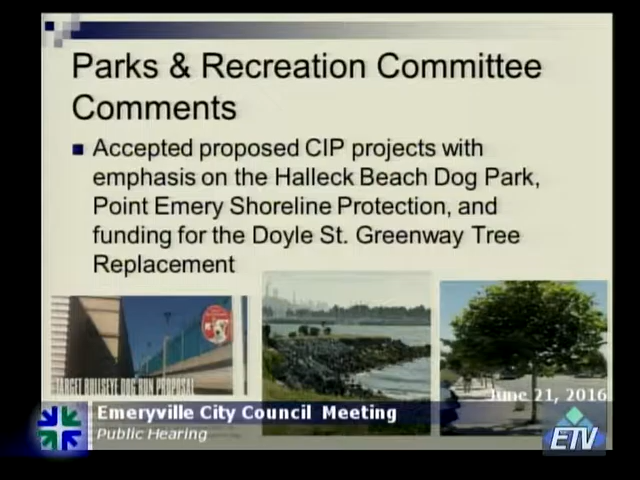 Parks & Recreation Committee
Comments
Accepted proposed CIP projects with
emphasis on the Halleck Beach Dog Park,
Point Emery Shoreline Protection, and
funding for the Doyle St. Greenway Tree
Replacement
TARGET BULLSEYE DOG RUN PROPOSAL
June 21, 2016
Emeryville City Council Meeting
Public Hearing
ETV